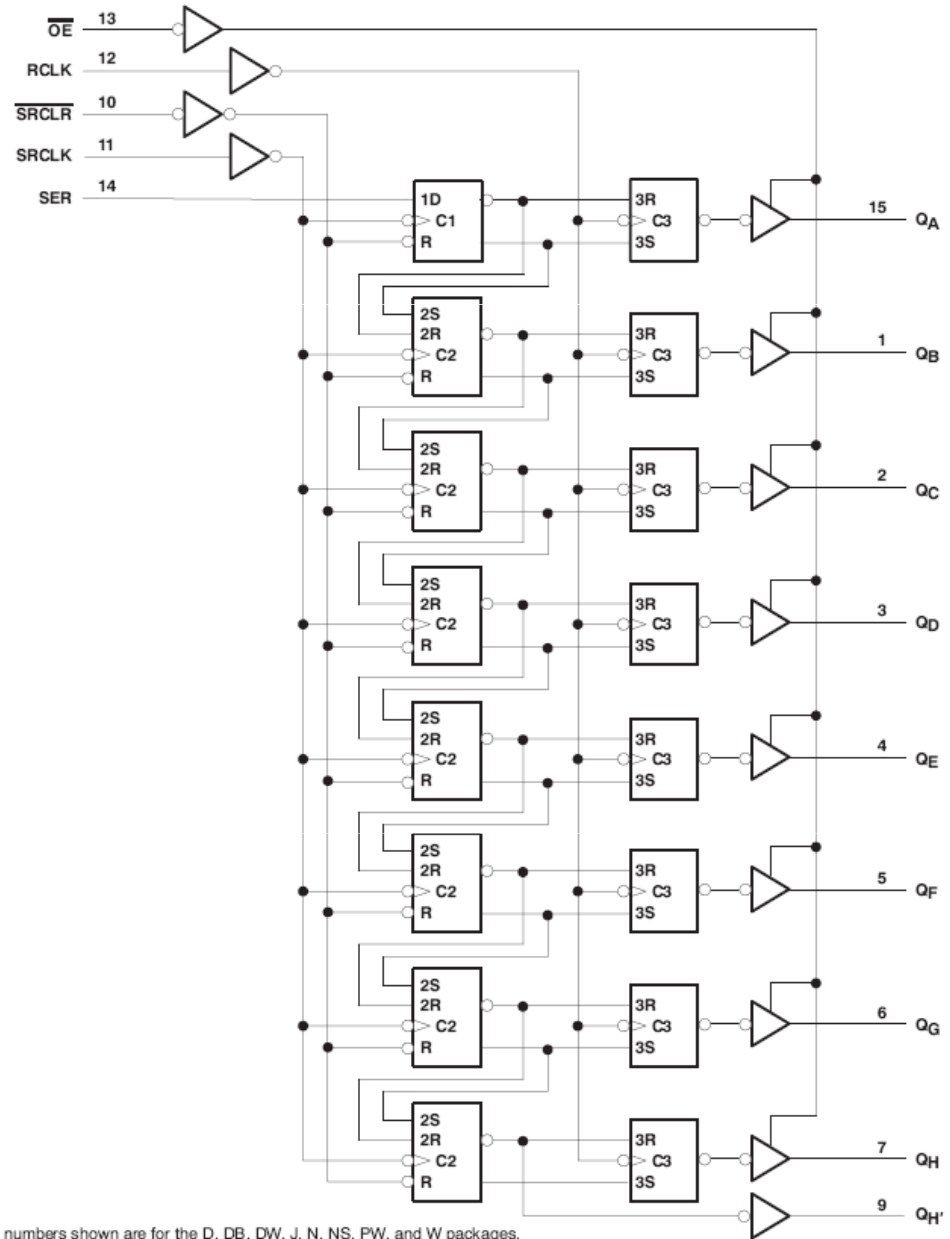 OE 13
RCLK 12
SRCLR 10
SRCLK 11
SER 14
1D
C1
R
3R
C3
3S
15 QA
2S
2R
C2
R
3R
C3
3S
1 QB
2S
2R
C2
R
3R
C3
3S
2 QC
2S
2R
C2
R
3R
C3
3S
3 QD
2S
2R
C2
R
3R
C3
3S
4 QE
2S
2R
C2
R
3R
C3
3S
5 QF
2S
2R
C2
R
3R
C3
3S
6 QG
2S
2R
C2
R
3R
C3
3S
7 QH
9 QH'
numbers shown are for the D, DB, DW, J, N, NS, PW, and W packages.